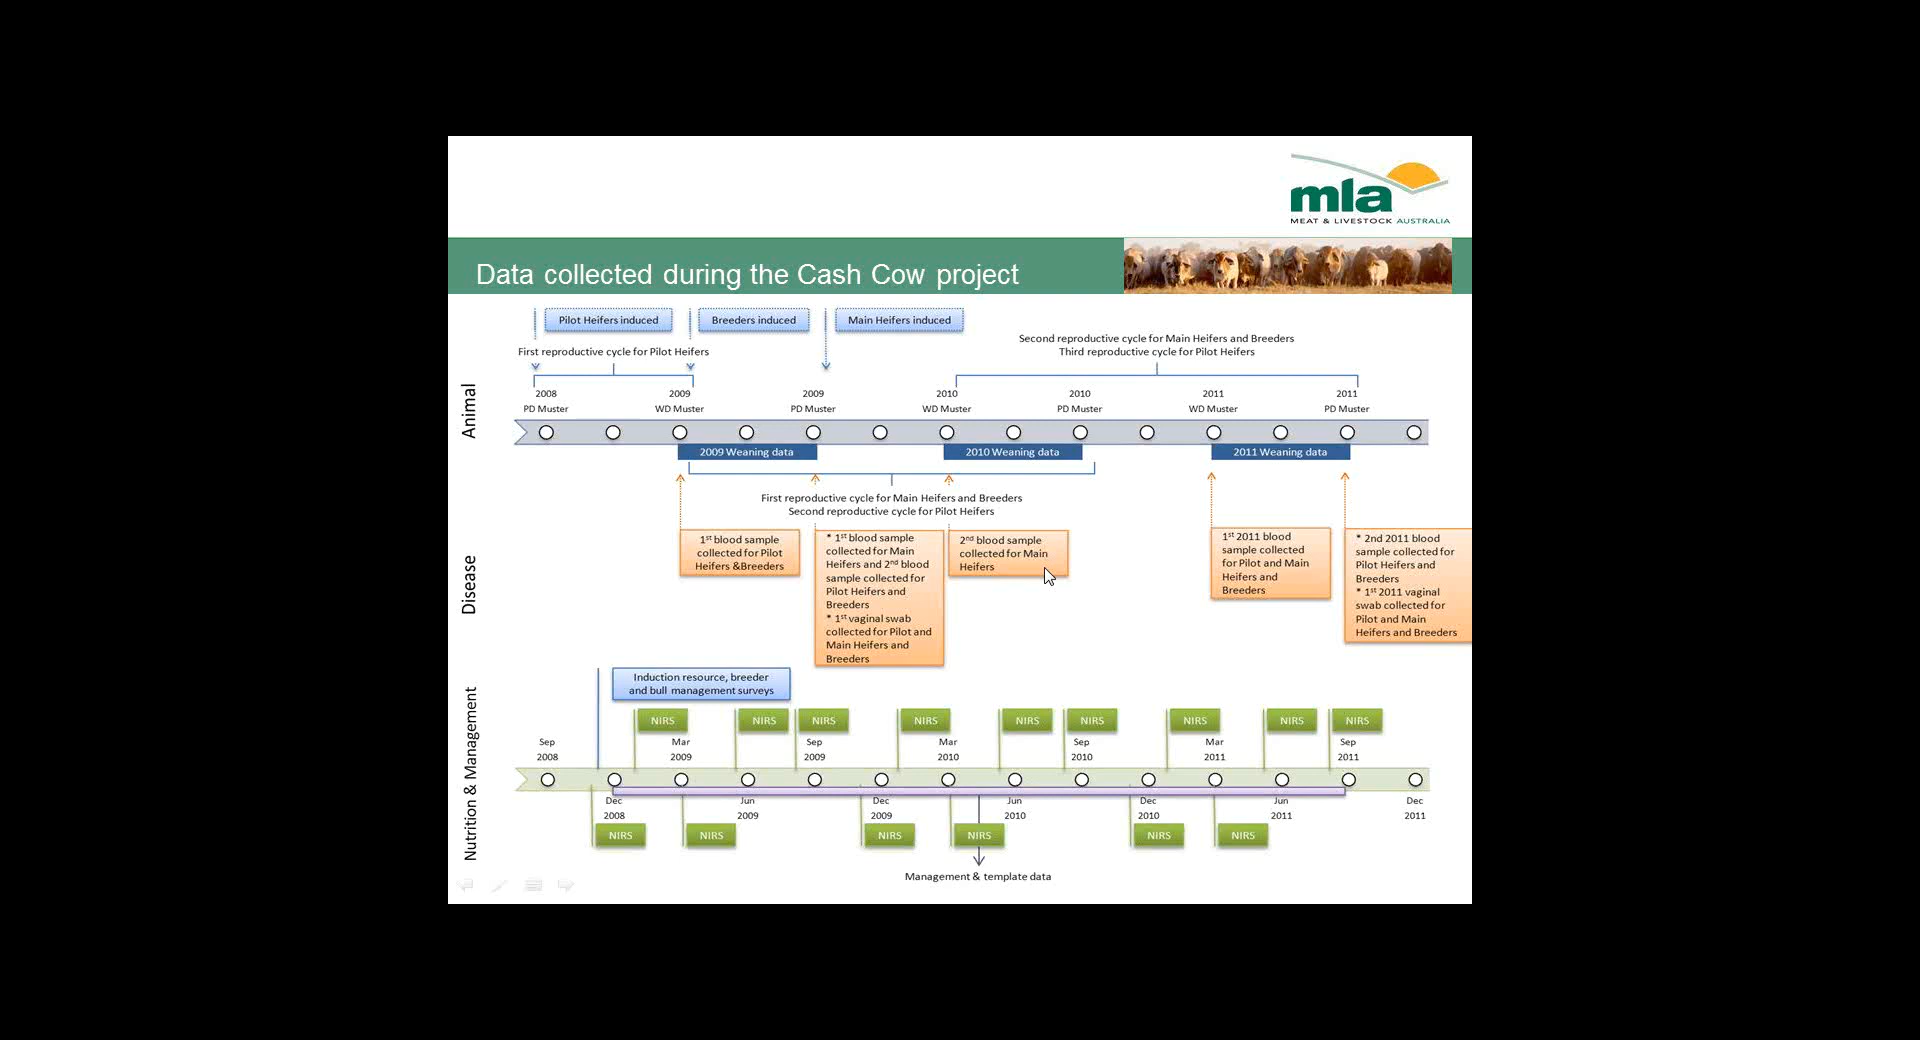 mla
MEAT & LIVESTOCK AUSTRALIA
Data collected during the Cash Cow project
Pilot Heifers induced
Breeders induced
Main Heifers induced
First reproductive cycle for Pilot Heifers
Second reproductive cycle for Main Heifers and Breeders
Third reproductive cycle for Pilot Heifers
Animal
2008
PD Muster
2009
WD Muster
2009
PD Muster
2010
WD Muster
2010
PD Muster
2011
WD Muster
2011
PD Muster
2009 Weaning data
2010 Weaning data
2011 Weaning data
First reproductive cycle for Main Heifers and Breeders
Second reproductive cycle for Pilot Heifers
Disease
1st blood sample
collected for Pilot
Heifers &Breeders
* 1st blood sample
collected for Main
Heifers and 2nd blood
sample collected for
Pilot Heifers and
Breeders
* 1st vaginal swab
collected for Pilot and
Main Heifers and
Breeders
2nd blood sample
collected for Main
Heifers
1st 2011 blood
sample collected
for Pilot and Main
Heifers and
Breeders
* 2nd 2011 blood
sample collected for
Pilot Heifers and
Breeders
* 1st 2011 vaginal
swab collected for
Pilot and Main
Heifers and Breeders
Nutrition & Management
Induction resource, breeder
and bull management surveys
NIRS
NIRS
NIRS
NIRS
NIRS
NIRS
NIRS
NIRS
NIRS
Sep
2008
Mar
2009
Sep
2009
Mar
2010
Sep
2010
Mar
2011
Sep
2011
Dec
2008
Jun
2009
Dec
2009
Jun
2010
Dec
2010
Jun
2011
Dec
2011
NIRS
NIRS
NIRS
NIRS
NIRS
NIRS
Management & template data